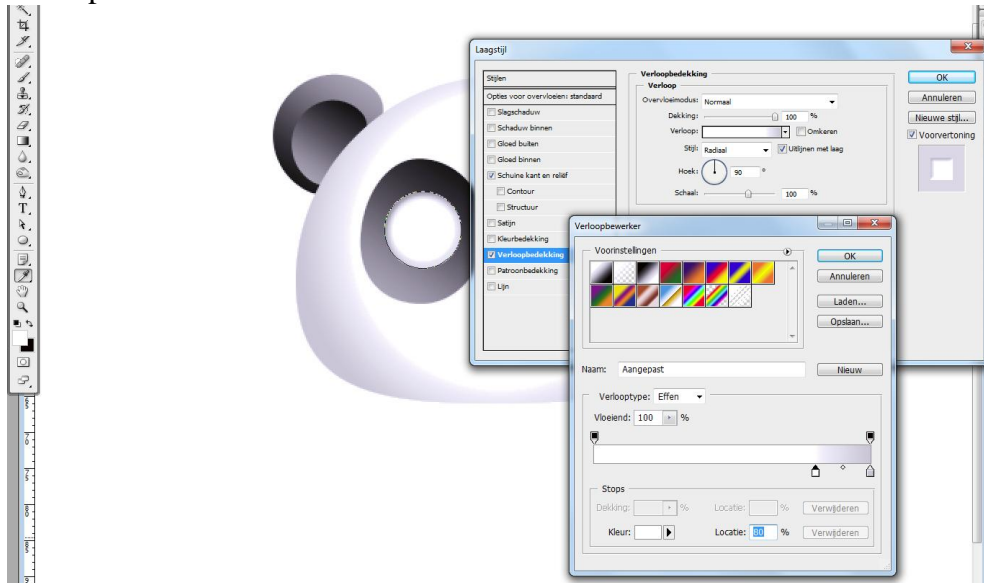 Laagstijl
Stijlen
Opties voor overvloeien: standaard
Slagschaduw
Schaduw binnen
Gloed buiten
Gloed binnen
Schuine kant en reliëf
Contour
Structuur
Satijn
Kleurbedekking
Verloopbedekking
Patroonbedekking
Lijn
Verloopbedekking
Verloop
Overvloeimodus: Normaal
Dekking: 100 %
Verloop: Omkeren
Stijl: Radiaal Uitlijnen met laag
Hoek: 90 °
Schaal: 100 %
OK
Annuleren
Nieuwe stijl...
Voorvertoning
Verloopbewerker
Voorinstellingen
OK
Annuleren
Laden...
Opslaan...
Naam: Aangepast Nieuw
Verlooptype: Effen
Vloeiend: 100 %
Stops
Dekking: % Locatie: % Verwijderen
Kleur: Locatie: 80 % Verwijderen